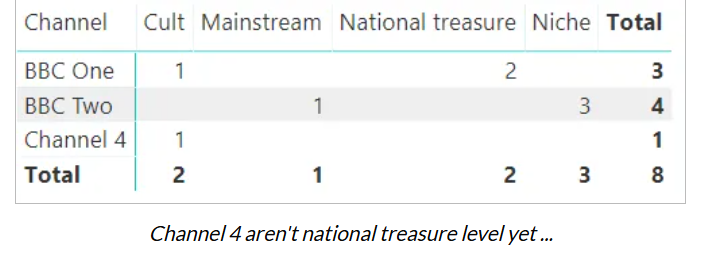 Channel Cult Mainstream National treasure Niche Total
BBC One 1 2 3
BBC Two 1 3 4
Channel 4 1 1
Total 2 1 2 3 8
Channel 4 aren't national treasure level yet ...